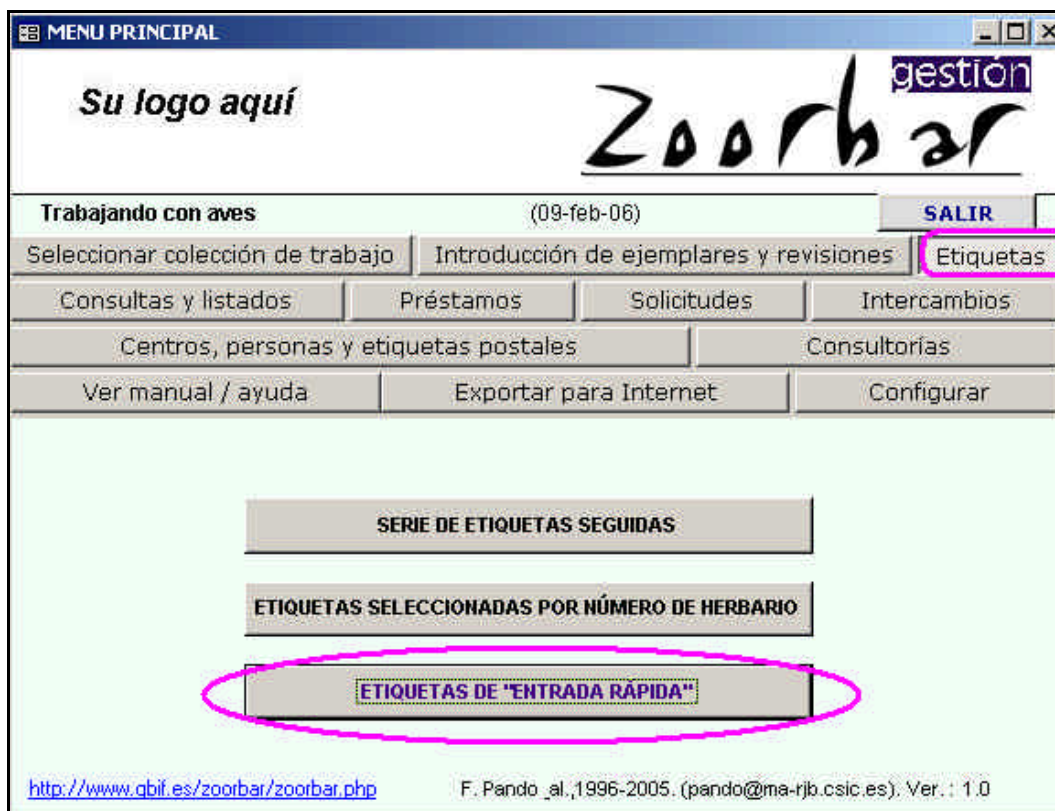 MENU PRINCIPAL
Su logo aquí
gestión
Zoorbar
Trabajando con aves (09-feb-06) SALIR
Seleccionar colección de trabajo Introducción de ejemplares y revisiones Etiquetas
Consultas y listados Préstamos Solicitudes Intercambios
Centros, personas y etiquetas postales Consultorías
Ver manual / ayuda Exportar para Internet Configurar
SERIE DE ETIQUETAS SEGUIDAS
ETIQUETAS SELECCIONADAS POR NÚMERO DE HERBARIO
ETIQUETAS DE "ENTRADA RÁPIDA"
http://www.gbif.es/zoorbar/zoorbar.php F. Pando _al.,1996-2005. (pando@ma-rjb.csic.es). Ver. : 1.0